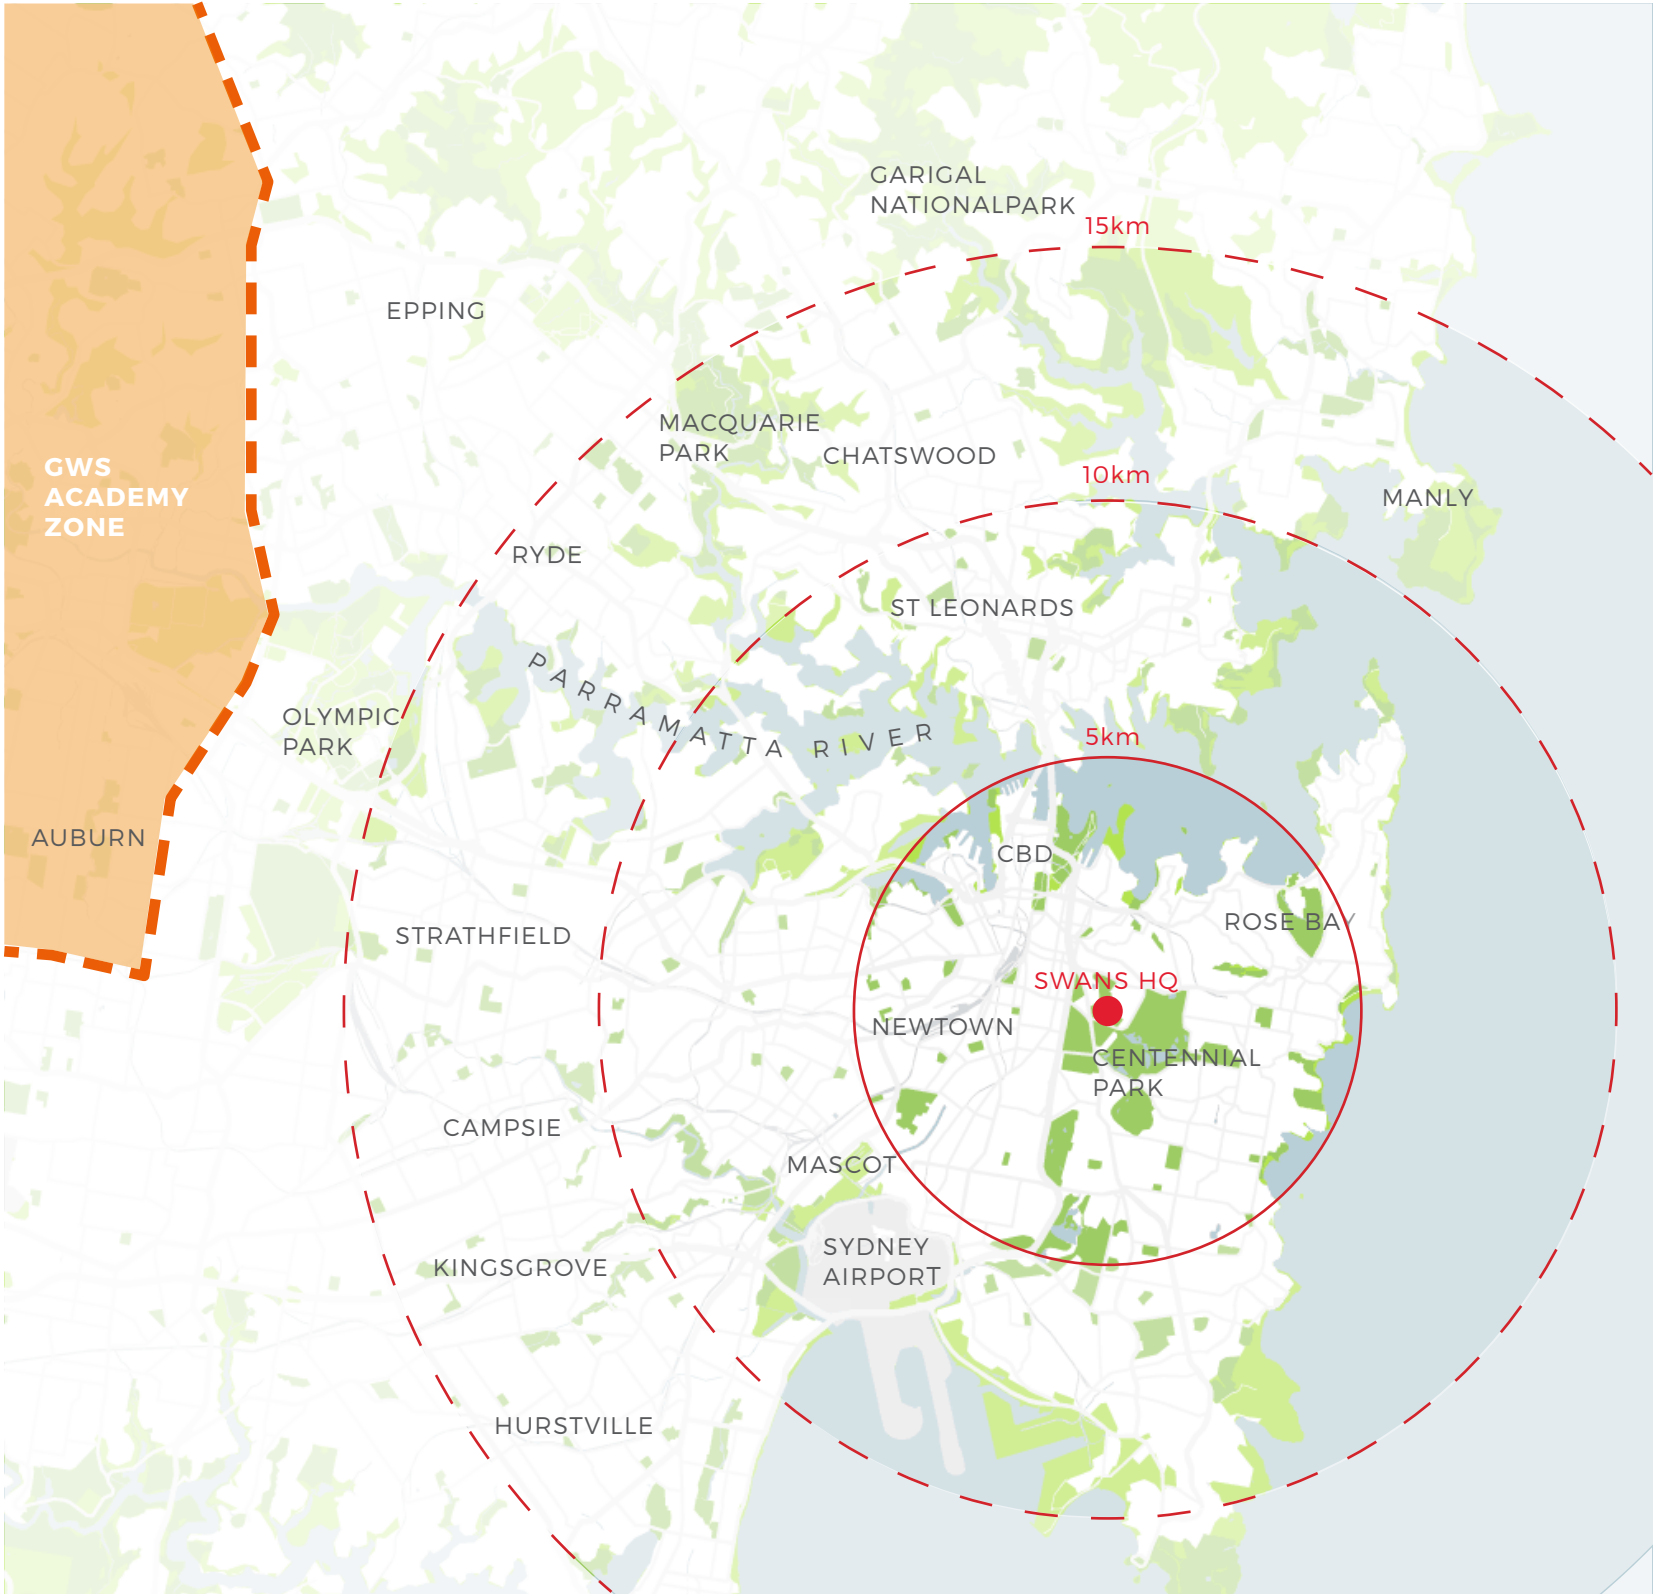 GARIGAL
NATIONALPARK
15km
EPPING
MACQUARIE
PARK
CHATSWOOD
10km
MANLY
GWS
ACADEMY
ZONE
RYDE
ST LEONARDS
PARRAMATTA RIVER
OLYMPIC
PARK
5km
AUBURN
CBD
ROSE BAY
STRATHFIELD
SWANS HQ
NEWTOWN
CENTENNIAL
PARK
CAMPSIE
MASCOT
SYDNEY
AIRPORT
KINGSGROVE
HURSTVILLE